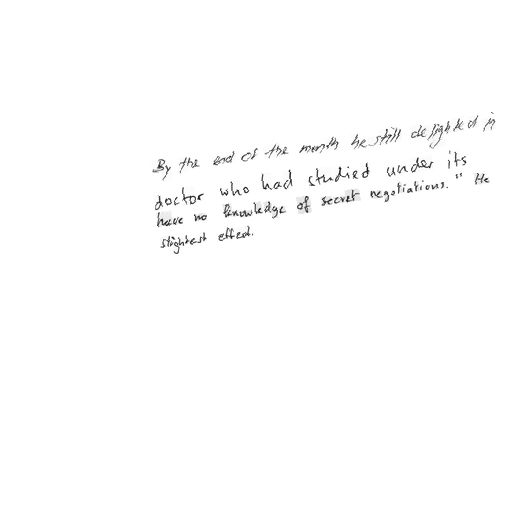 By the end of the month he still delighted in
doctor who had studied under its
have no knowledge of secret negotiations." He
slightest effect.